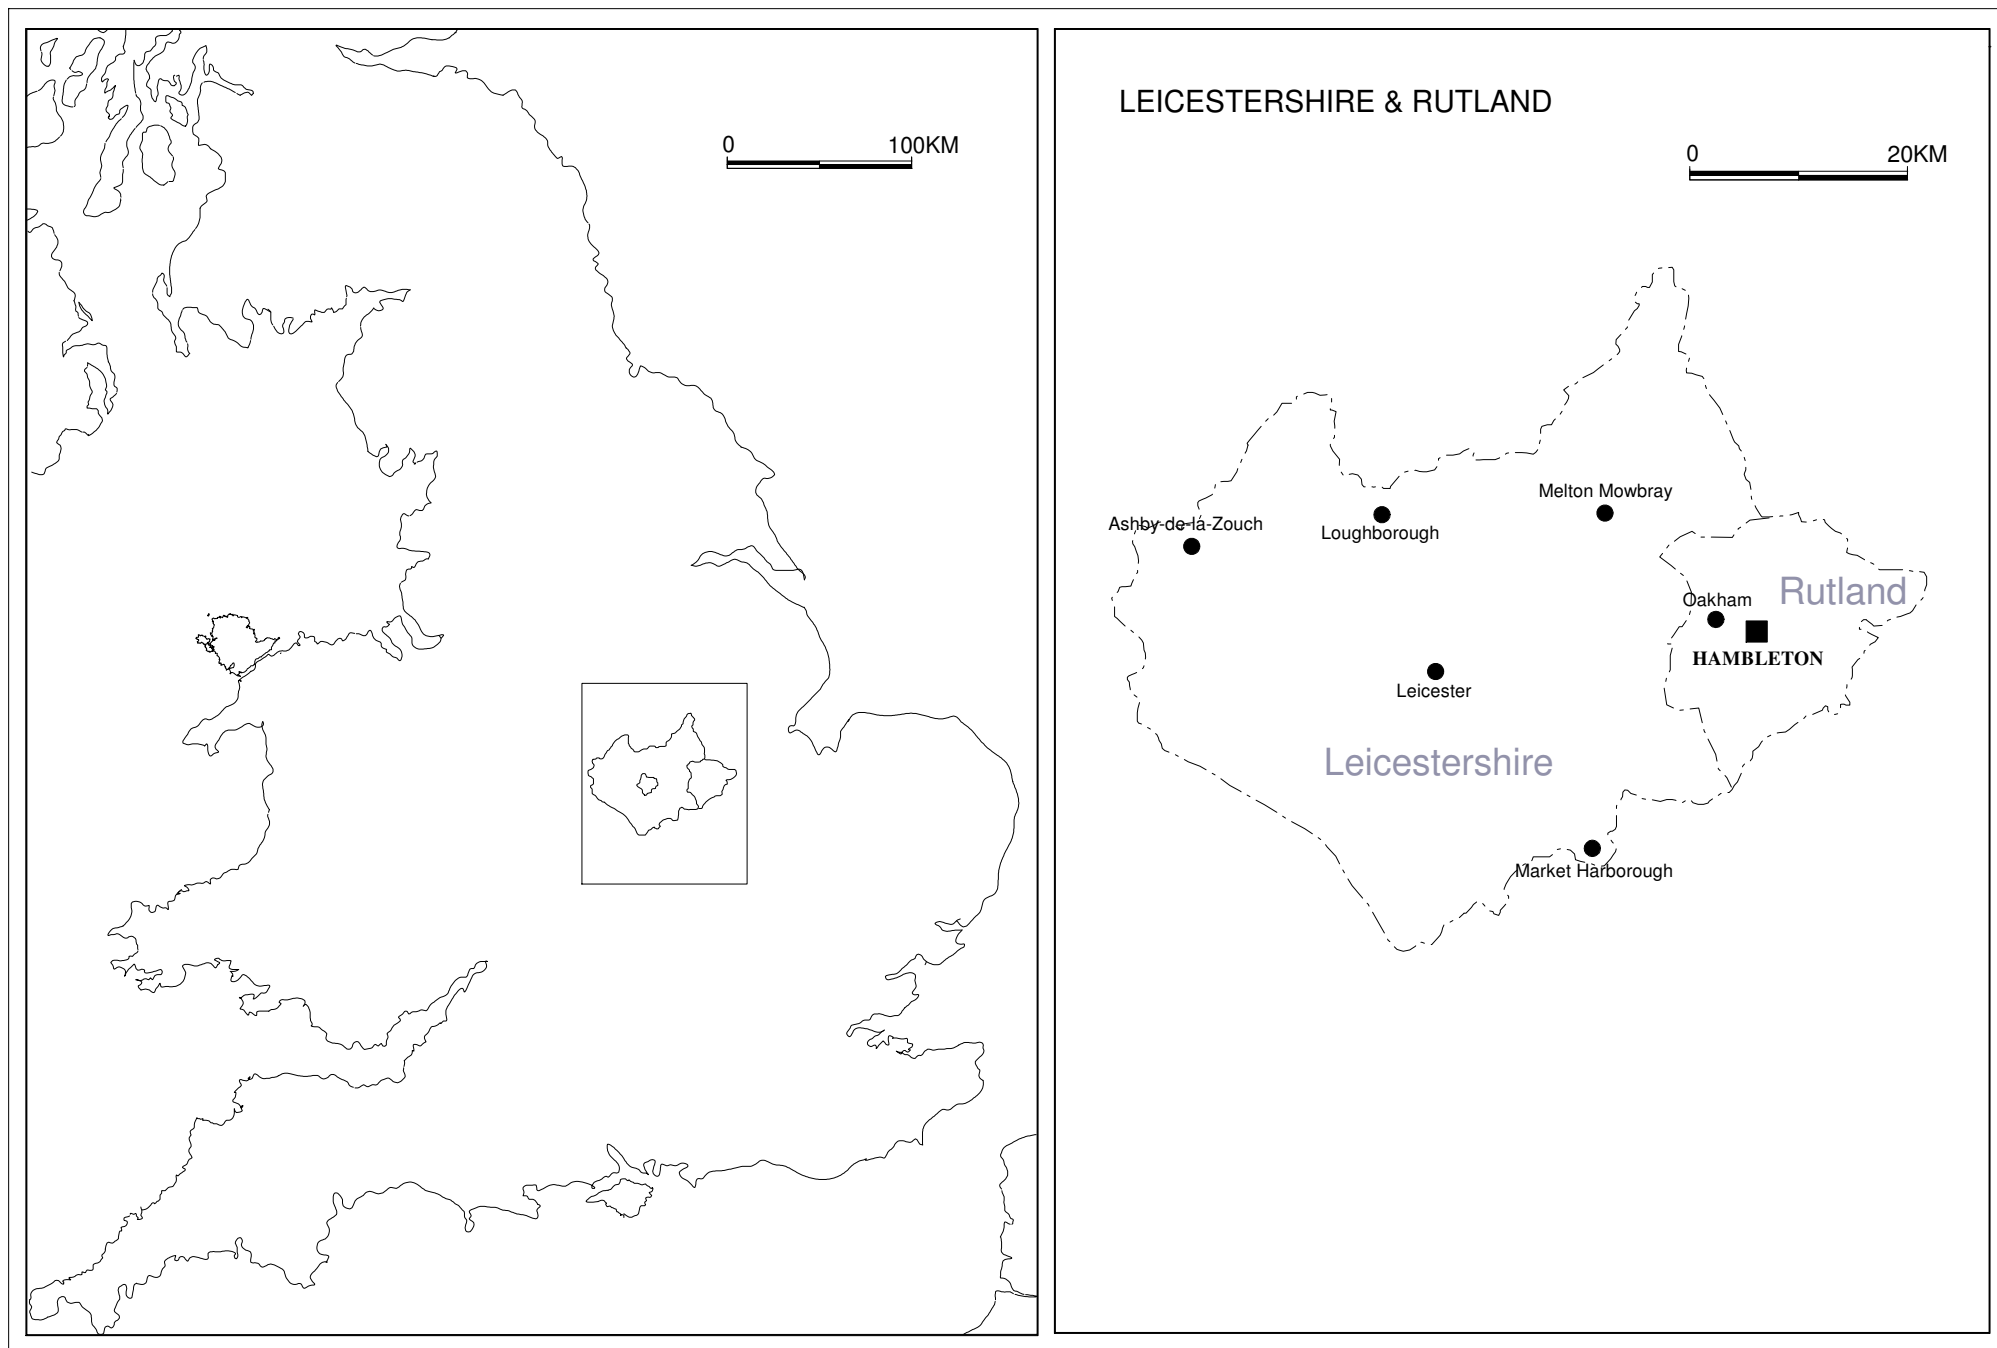 0 100KM
LEICESTERSHIRE & RUTLAND
0 20KM
Melton Mowbray
Ashby-de-la-Zouch
Loughborough
Rutland
Oakham
HAMBLETON
Leicester
Leicestershire
Market Harborough